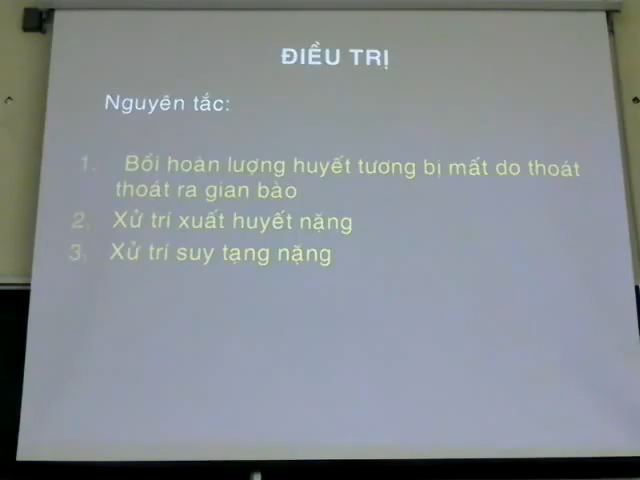 ĐIỀU TRỊ
Nguyên tắc:
1. Bồi hoàn lượng huyết tương bị mất do thoát
thoát ra gian bào
2. Xử trí xuất huyết nặng
3. Xử trí suy tạng nặng